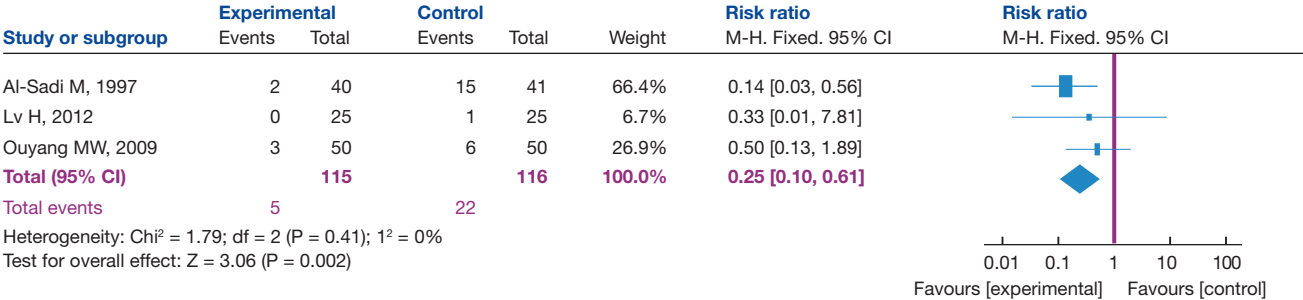 Experimental Control Risk ratio Risk ratio
Study or subgroup Events Total Events Total Weight M-H. Fixed. 95% CI M-H. Fixed. 95% CI
Al-Sadi M, 1997 2 40 15 41 66.4% 0.14 [0.03, 0.56]
Lv H, 2012 0 25 1 25 6.7% 0.33 [0.01, 7.81]
Ouyang MW, 2009 3 50 6 50 26.9% 0.50 [0.13, 1.89]
Total (95% CI) 115 116 100.0% 0.25 [0.10, 0.61]
Total events 5 22
Heterogeneity: Chi² = 1.79; df = 2 (P = 0.41); 1² = 0%
Test for overall effect: Z = 3.06 (P = 0.002)
0.01 0.1 1 10 100
Favours [experimental] Favours [control]